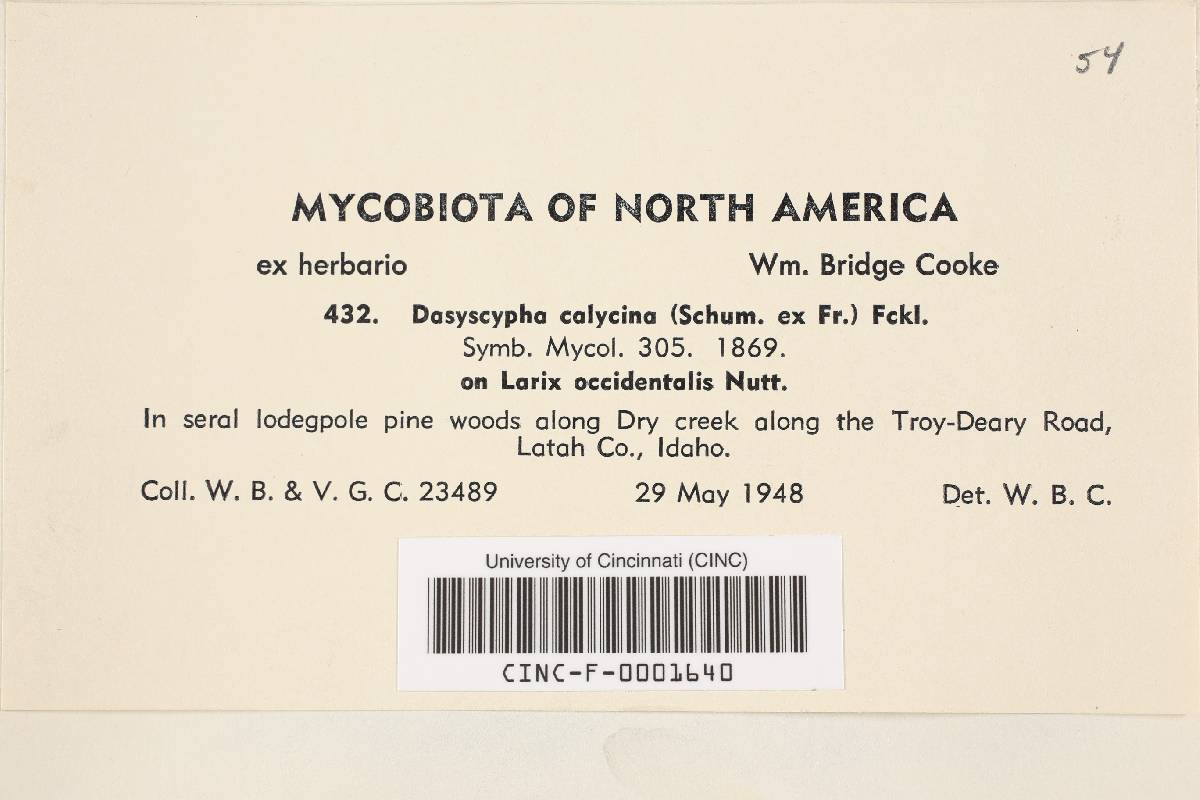 54
MYCOBIOTA OF NORTH AMERICA
ex herbario Wm. Bridge Cooke
432. Dasyscypha calycina (Schum. ex Fr.) Fckl.
Symb. Mycol. 305. 1869.
on Larix occidentalis Nutt.
In seral lodegpole pine woods along Dry creek along the Troy-Deary Road,
Latah Co., Idaho.
Coll. W. B. & V. G. C. 23489 29 May 1948 Det. W. B. C.
University of Cincinnati (CINC)
CINC-F-0001640